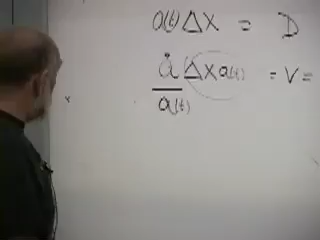 a(t) Δx = D
ȧ/a(t) Δx a(t) = V =